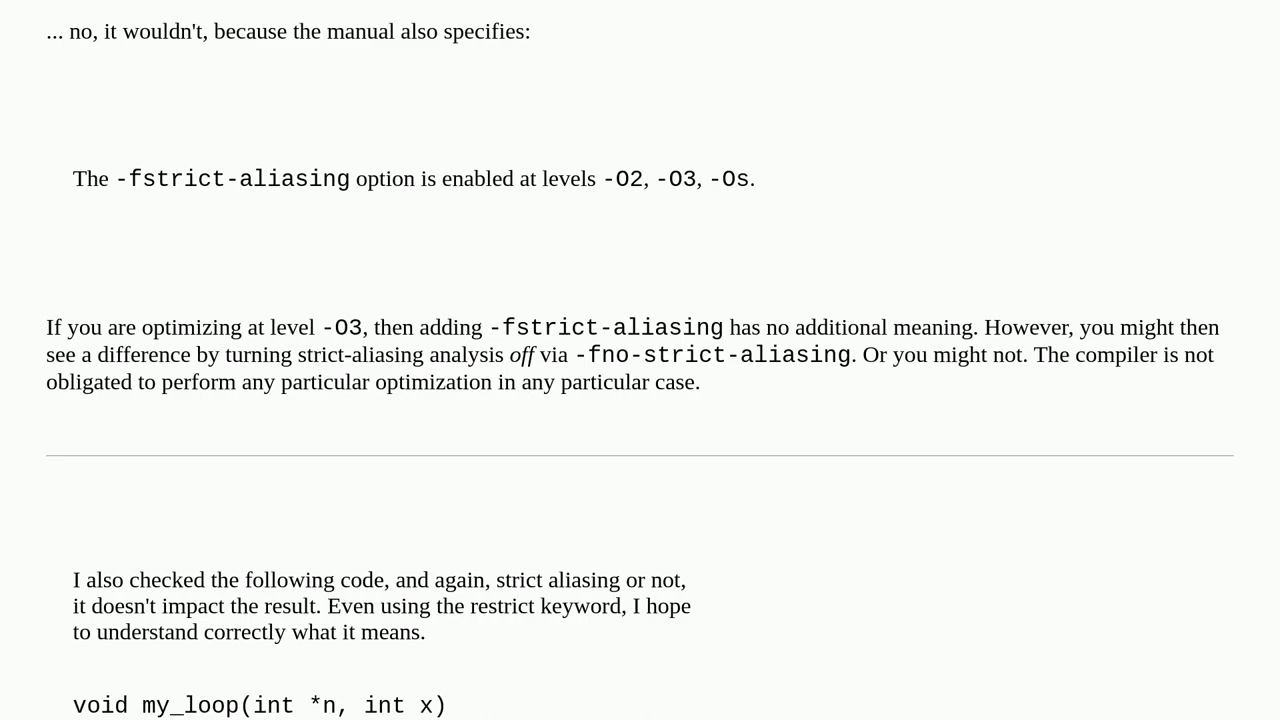 ... no, it wouldn't, because the manual also specifies:
The -fstrict-aliasing option is enabled at levels -O2, -O3, -Os.
If you are optimizing at level -O3, then adding -fstrict-aliasing has no additional meaning. However, you might then
see a difference by turning strict-aliasing analysis off via -fno-strict-aliasing. Or you might not. The compiler is not
obligated to perform any particular optimization in any particular case.
I also checked the following code, and again, strict aliasing or not,
it doesn't impact the result. Even using the restrict keyword, I hope
to understand correctly what it means.
void my_loop(int *n, int x)